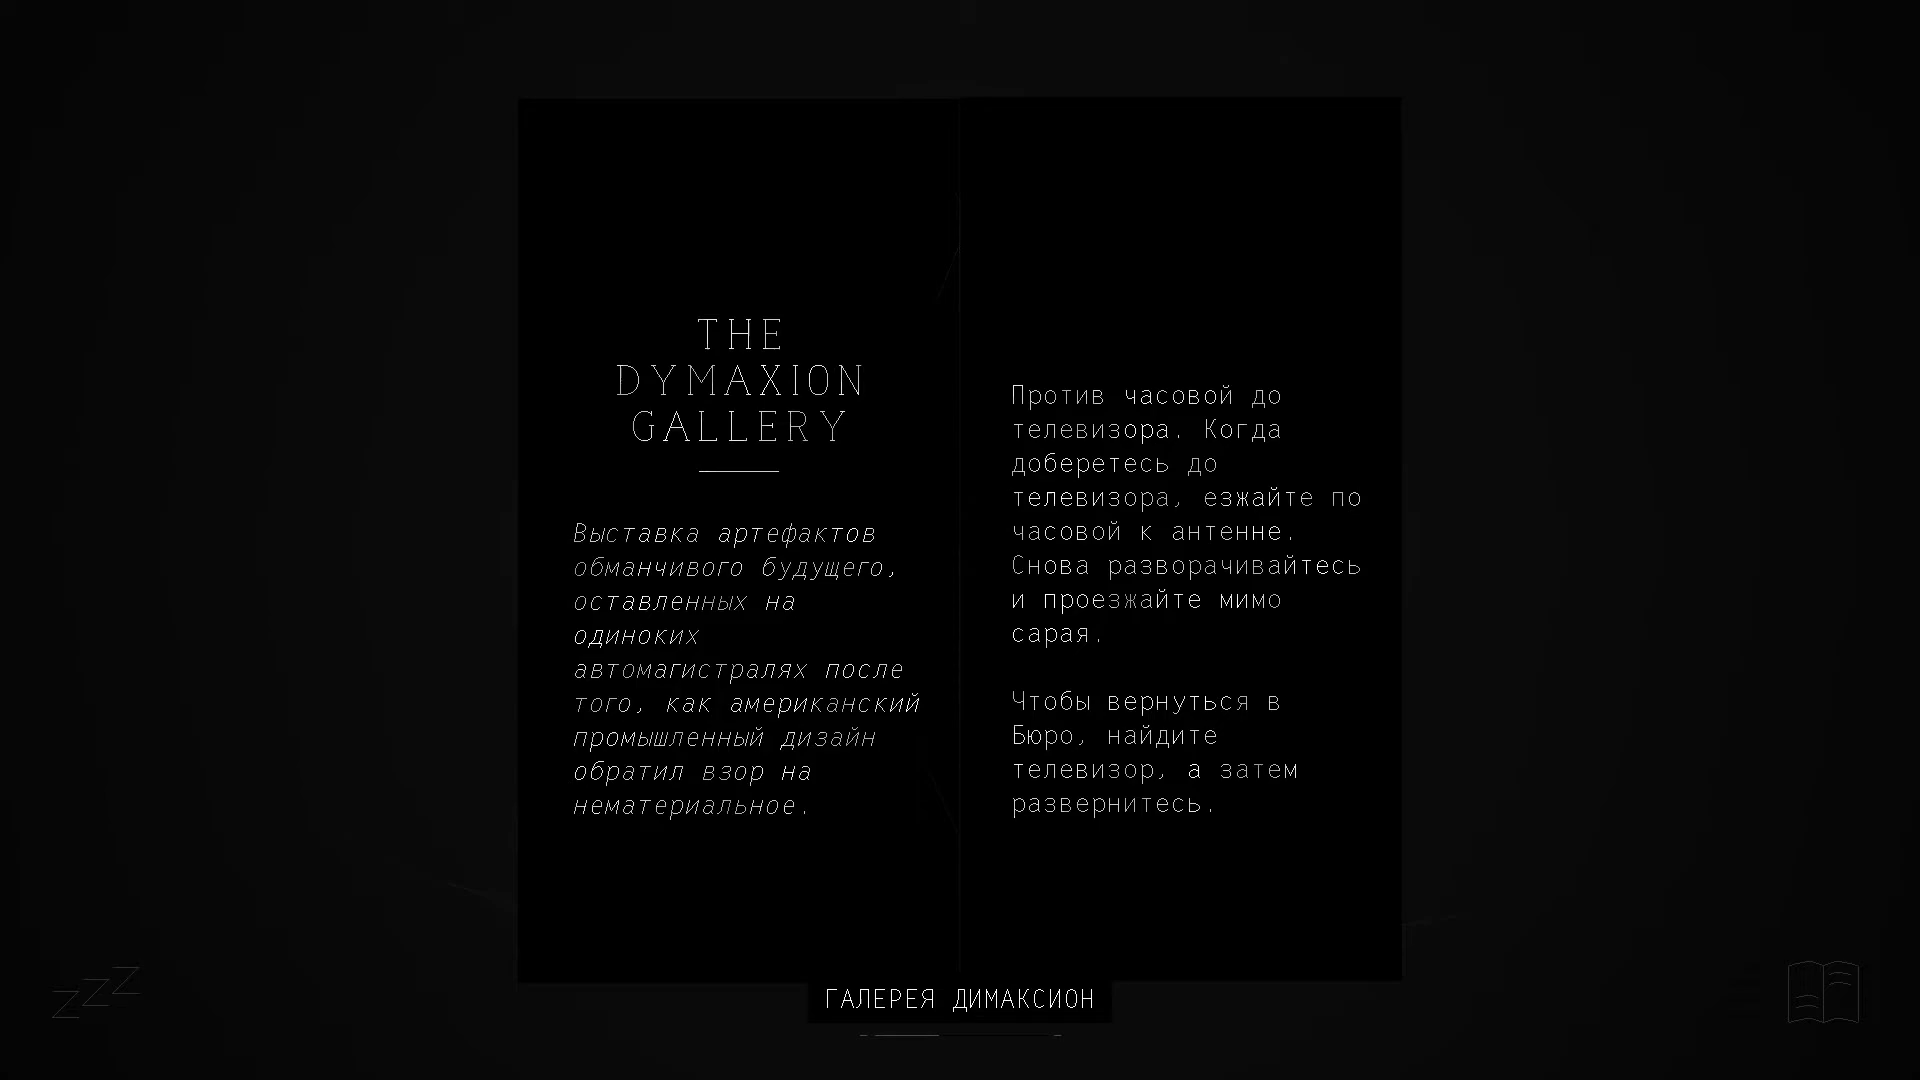 THE
DYMAXION
GALLERY
Выставка артефактов
обманчивого будущего,
оставленных на
одиноких
автомагистралях после
того, как американский
промышленный дизайн
обратил взор на
нематериальное.
Против часовой до
телевизора. Когда
доберетесь до
телевизора, езжайте по
часовой к антенне.
Снова разворачивайтесь
и проезжайте мимо
сарая.
Чтобы вернуться в
Бюро, найдите
телевизор, а затем
развернитесь.
ZZZ
ГАЛЕРЕЯ ДИМАКСИОН